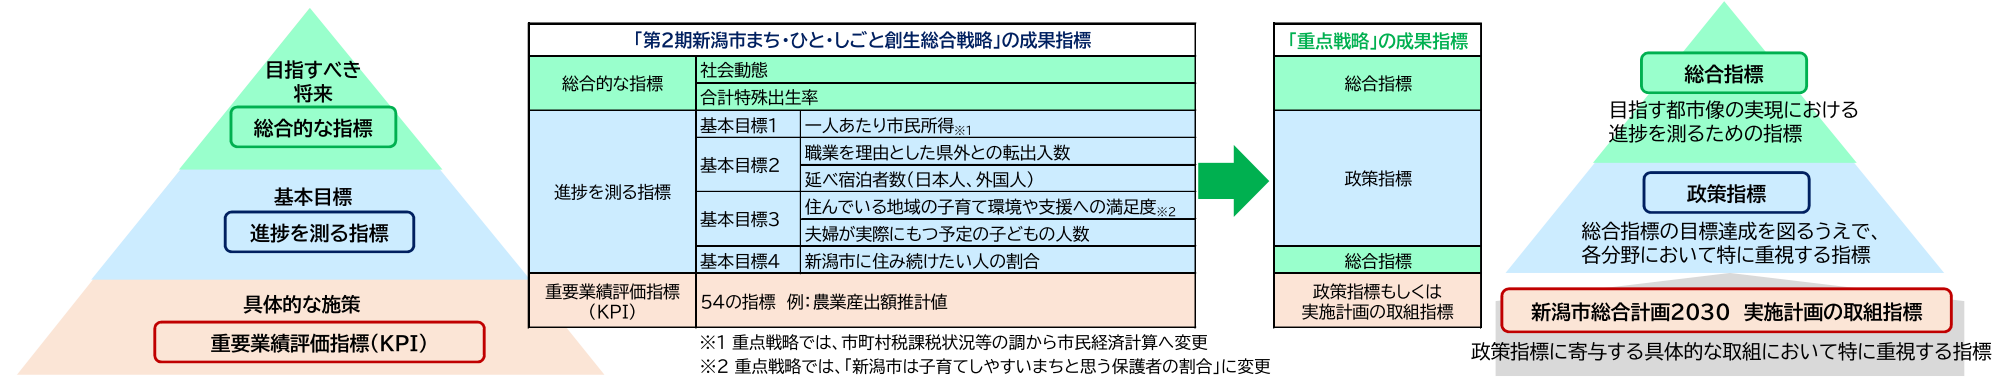 目指すべき
将来
総合的な指標
基本目標
進捗を測る指標
具体的な施策
重要業績評価指標（KPI）
「第2期新潟市まち・ひと・しごと創生総合戦略」の成果指標
総合的な指標
社会動態
合計特殊出生率
進捗を測る指標
基本目標1
一人あたり市民所得※1
基本目標2
職業を理由とした県外との転出入数
延べ宿泊者数（日本人、外国人）
基本目標3
住んでいる地域の子育て環境や支援への満足度※2
夫婦が実際にもつ予定の子どもの人数
基本目標4
新潟市に住み続けたい人の割合
重要業績評価指標
（KPI）
54の指標　例：農業産出額推計値
※1 重点戦略では、市町村税課税状況等の調から市民経済計算へ変更
※2 重点戦略では、「新潟市は子育てしやすいまちと思う保護者の割合」に変更
「重点戦略」の成果指標
総合指標
政策指標
総合指標
政策指標もしくは
実施計画の取組指標
総合指標
目指す都市像の実現における
進捗を測るための指標
政策指標
総合指標の目標達成を図るうえで、
各分野において特に重視する指標
新潟市総合計画2030　実施計画の取組指標
政策指標に寄与する具体的な取組において特に重視する指標